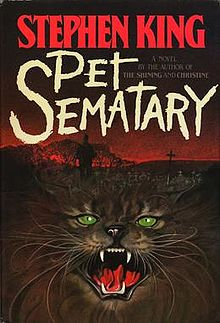 STEPHEN KING
PET
SEMATARY
A NOVEL
BY THE AUTHOR OF
THE SHINING AND CHRISTINE